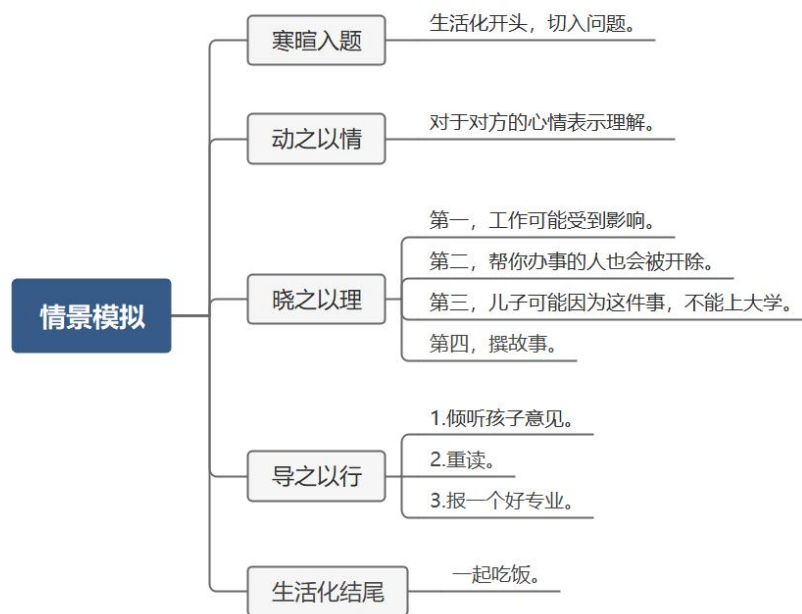 情景模拟
寒暄入题
生活化开头，切入问题。
动之以情
对于对方的心情表示理解。
晓之以理
第一，工作可能受到影响。
第二，帮你办事的人也会被开除。
第三，儿子可能因为这件事，不能上大学。
第四，撰故事。
导之以行
1.倾听孩子意见。
2.重读。
3.报一个好专业。
生活化结尾
一起吃饭。